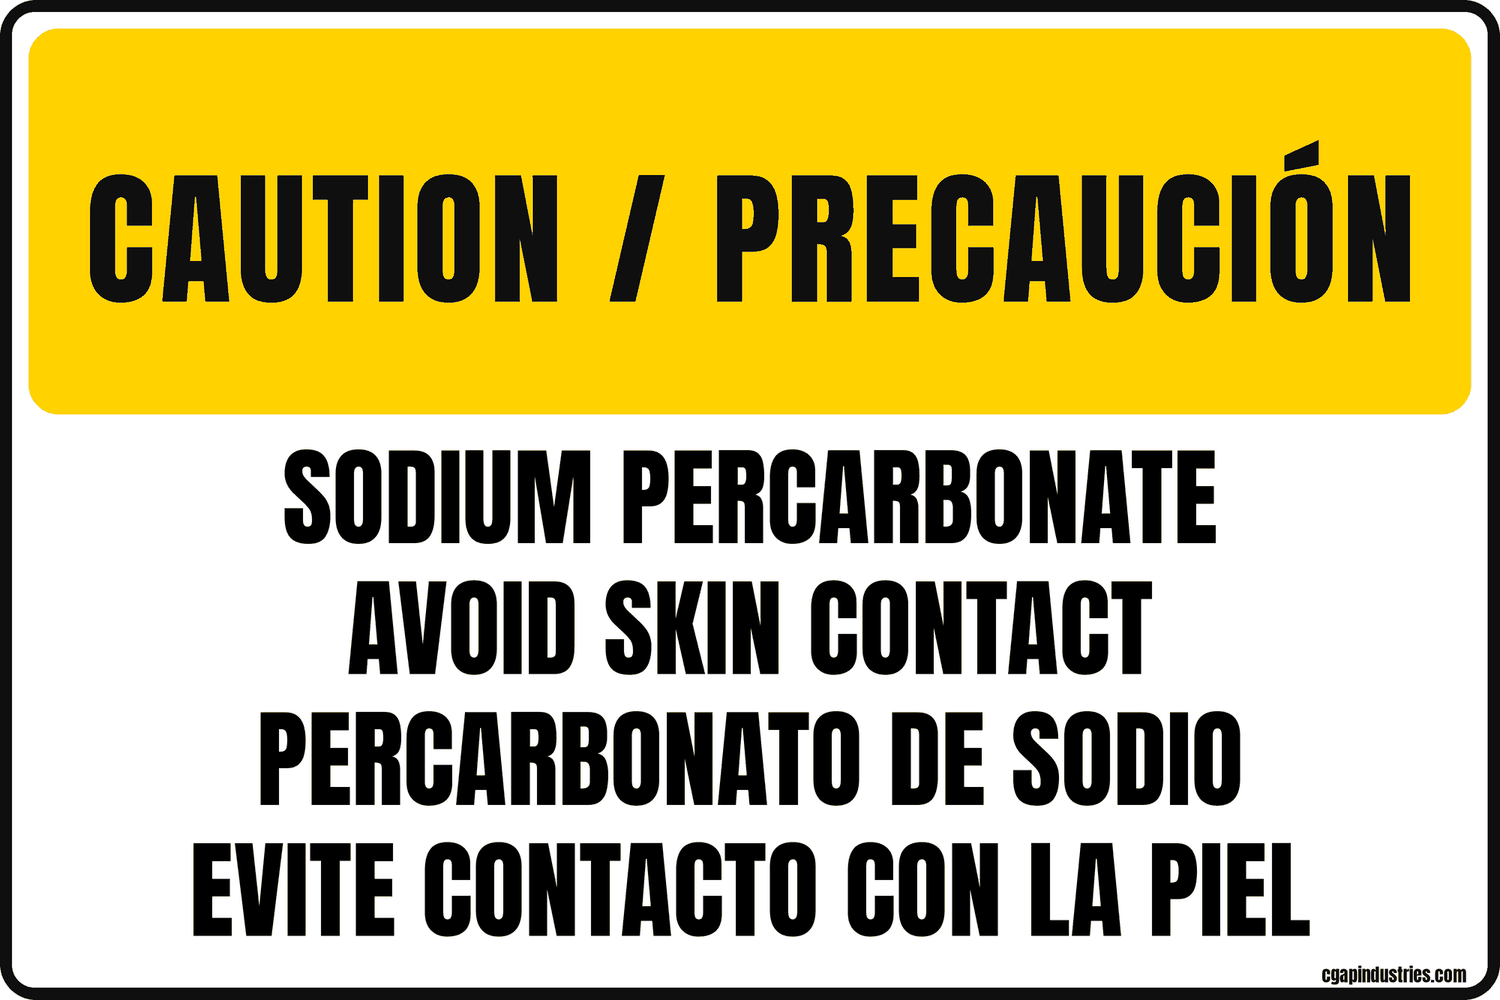 CAUTION / PRECAUCIÓN
SODIUM PERCARBONATE
AVOID SKIN CONTACT
PERCARBONATO DE SODIO
EVITE CONTACTO CON LA PIEL
cgapindustries.com